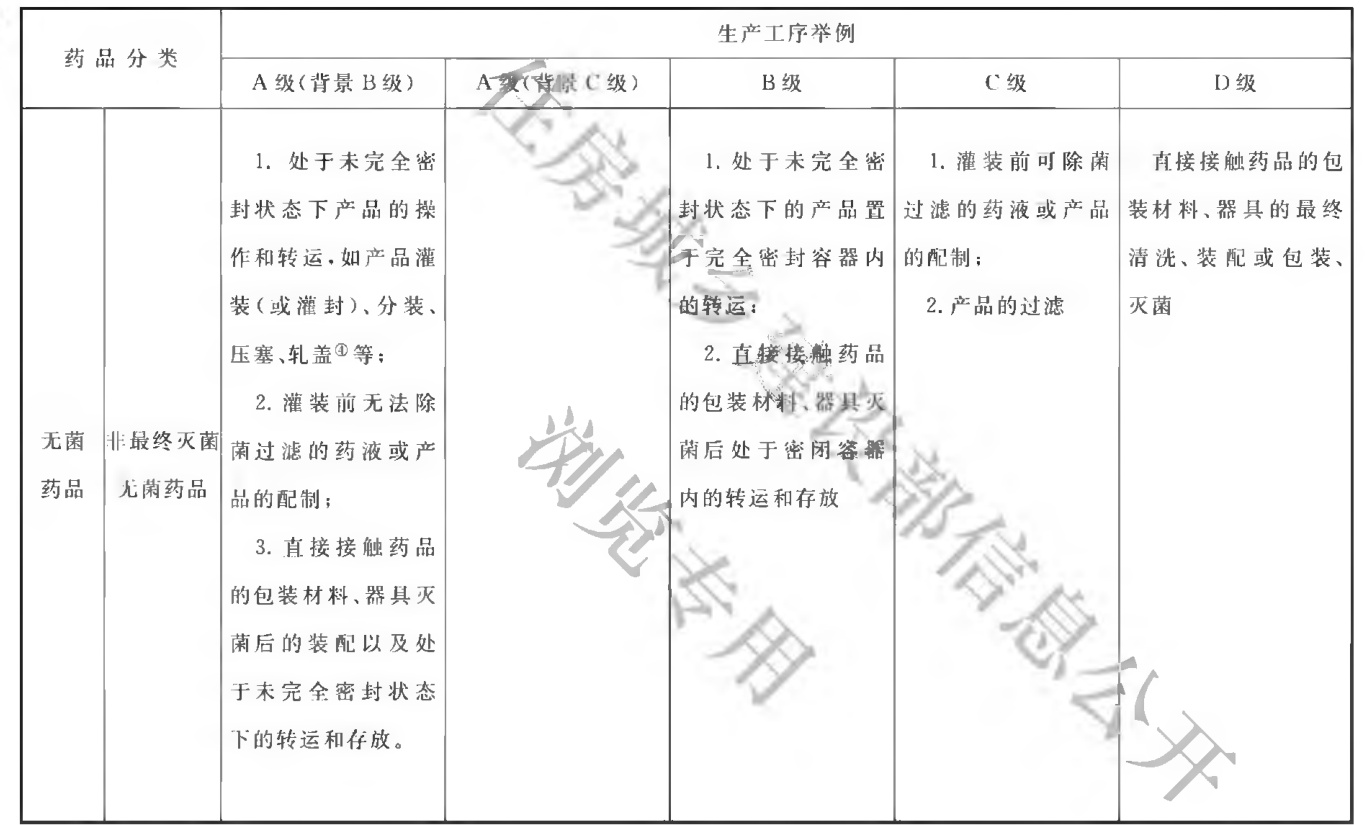 药品分类
生产工序举例
A级(背景B级)
A级(背景C级)
B级
C级
D级
无菌
药品
非最终灭菌
无菌药品
1. 处于未完全密
封状态下产品的操
作和转运,如产品灌
装(或灌封)、分装、
压塞、轧盖④等;
2. 灌装前无法除
菌过滤的药液或产
品的配制;
3. 直接接触药品
的包装材料、器具灭
菌后的装配以及处
于未完全密封状态
下的转运和存放。
1. 处于未完全密
封状态下的产品置
于完全密封容器内
的转运;
2. 直接接触药品
的包装材料、器具灭
菌后处于密闭容器
内的转运和存放
1. 灌装前可除菌
过滤的药液或产品
的配制;
2. 产品的过滤
直接接触药品的包
装材料、器具的最终
清洗、装配或包装、
灭菌
住房城乡建设部信息公开
浏览专用